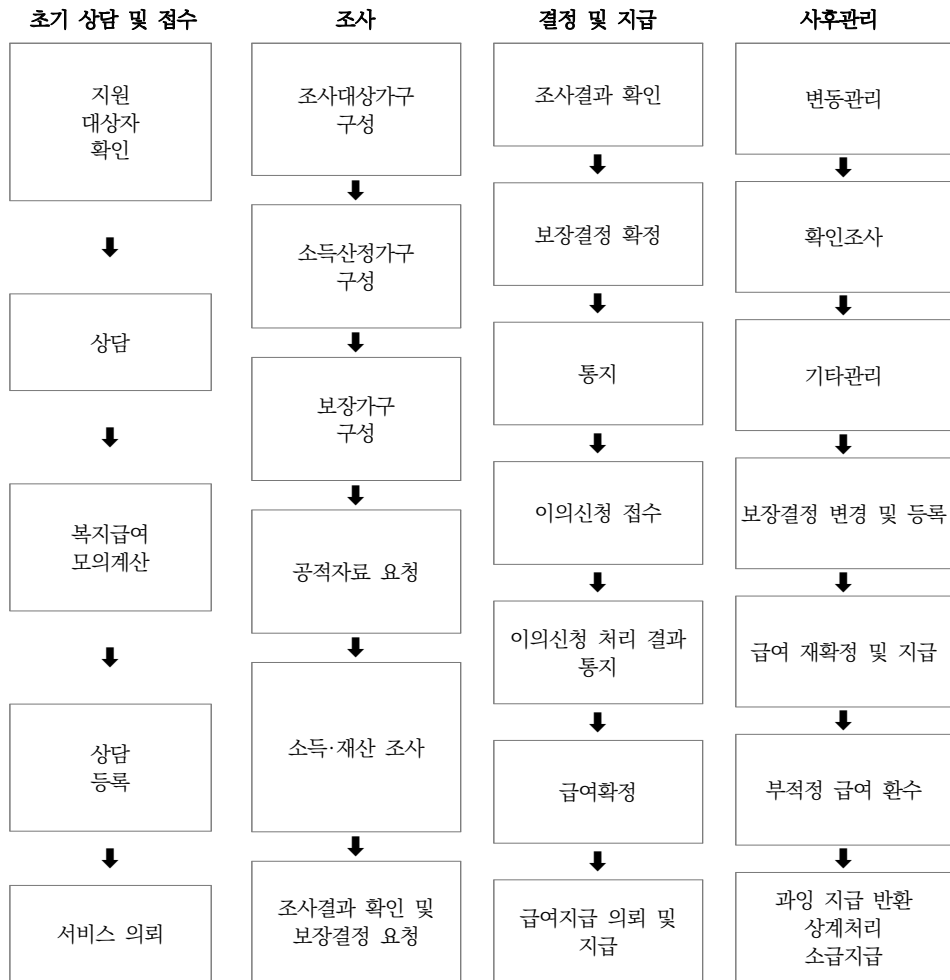 초기 상담 및 접수
지원
대상자
확인
상담
복지급여
모의계산
상담
등록
서비스 의뢰
조사
조사대상가구
구성
소득산정가구
구성
보장가구
구성
공적자료 요청
소득·재산 조사
조사결과 확인 및
보장결정 요청
결정 및 지급
조사결과 확인
보장결정 확정
통지
이의신청 접수
이의신청 처리 결과
통지
급여확정
급여지급 의뢰 및
지급
사후관리
변동관리
확인조사
기타관리
보장결정 변경 및 등록
급여 재확정 및 지급
부적정 급여 환수
과잉 지급 반환
상계처리
소급지급